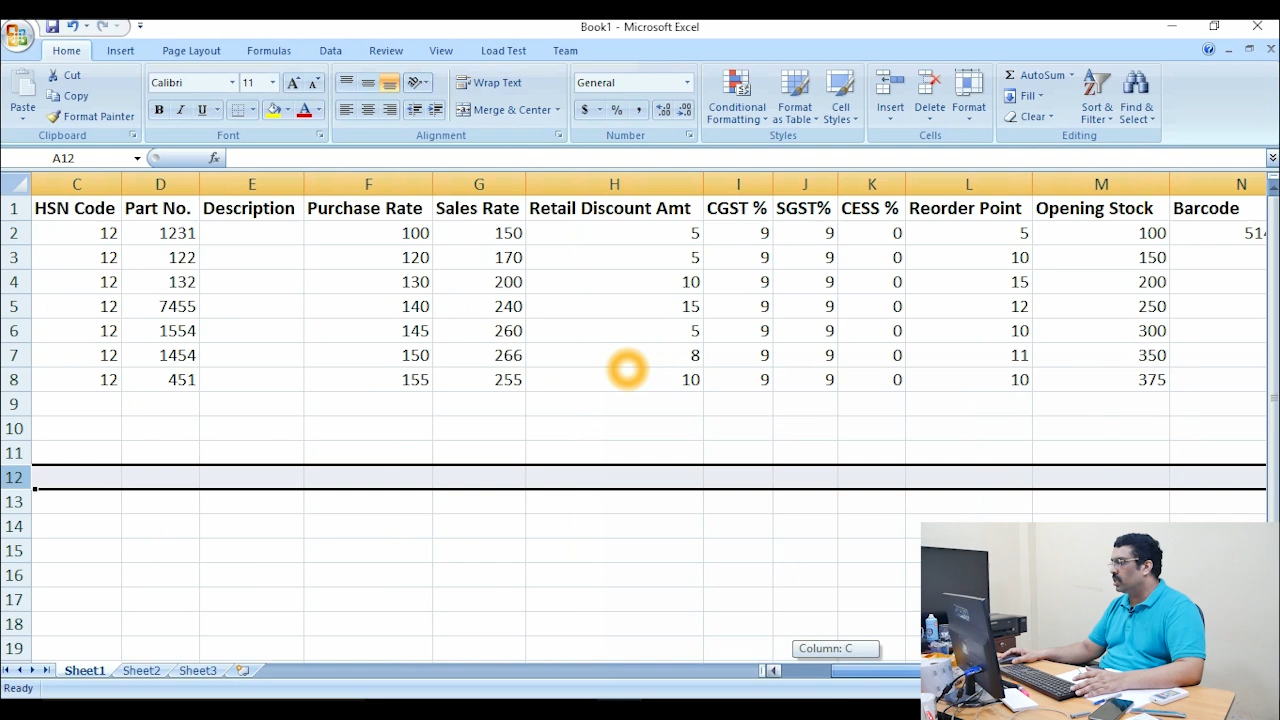 Book1 - Microsoft Excel
Home Insert Page Layout Formulas Data Review View Load Test Team
Cut
Copy
Format Painter
Paste
Clipboard
Calibri 11
B I U
Font
Wrap Text
Merge & Center
Alignment
General
$ % ,
Number
Conditional Formatting
Format as Table
Cell Styles
Styles
Insert Delete Format
Cells
Σ AutoSum
Fill
Clear
Sort & Filter
Find & Select
Editing
A12 fx
C D E F G H I J K L M N
1 HSN Code Part No. Description Purchase Rate Sales Rate Retail Discount Amt CGST % SGST% CESS % Reorder Point Opening Stock Barcode
2 12 1231 100 150 5 9 9 0 5 100 514
3 12 122 120 170 5 9 9 0 10 150
4 12 132 130 200 10 9 9 0 15 200
5 12 7455 140 240 15 9 9 0 12 250
6 12 1554 145 260 5 9 9 0 10 300
7 12 1454 150 266 8 9 9 0 11 350
8 12 451 155 255 10 9 9 0 10 375
9
10
11
12
13
14
15
16
17
18
19
Column: C
Sheet1 Sheet2 Sheet3
Ready